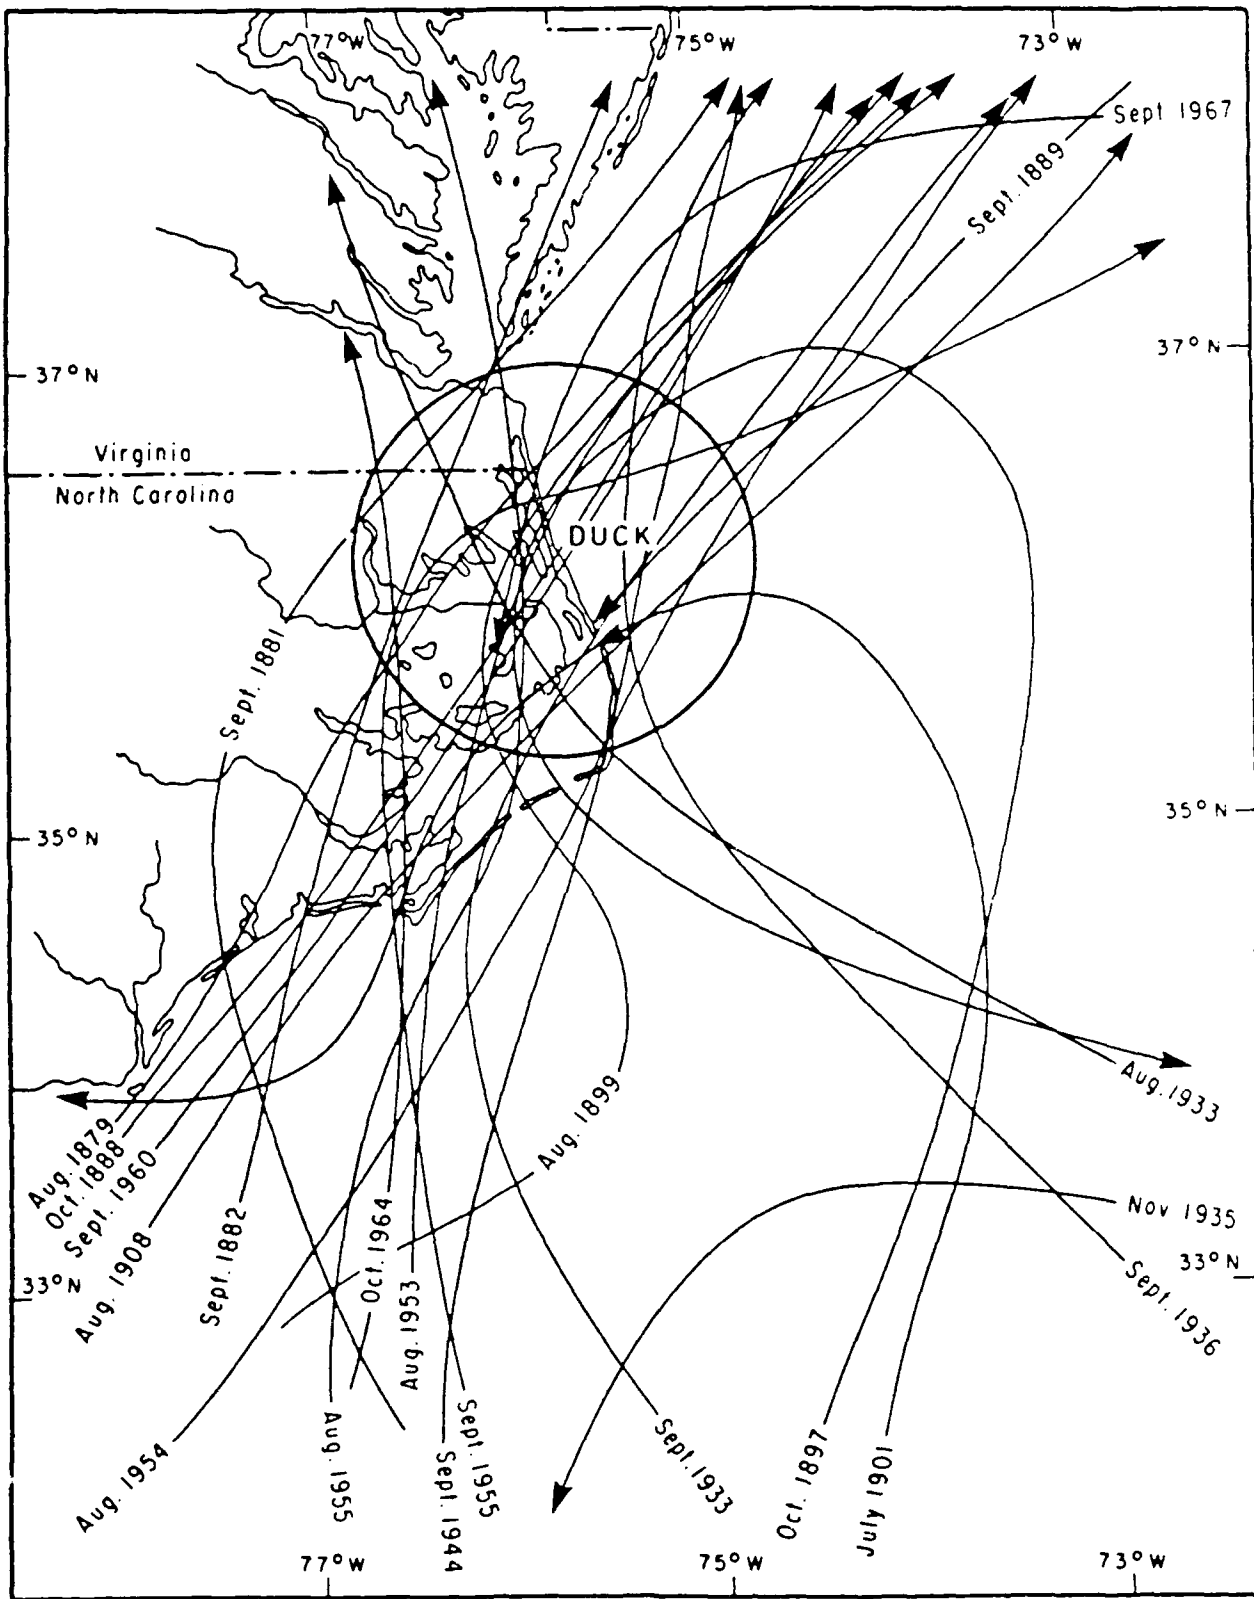 77°W
75°W
73°W
Sept 1967
Sept. 1889
37°N
37°N
Virginia
North Carolina
DUCK
Sept. 1881
35°N
35°N
Aug. 1933
Aug. 1899
Aug. 1879
Oct. 1888
Sept. 1960
Aug. 1908
Sept. 1882
Oct. 1964
Aug. 1953
Nov 1935
33°N
33°N
Sept. 1936
Aug. 1954
Aug. 1955
Sept. 1944
Sept. 1955
Sept. 1933
Oct. 1897
July 1901
77°W
75°W
73°W